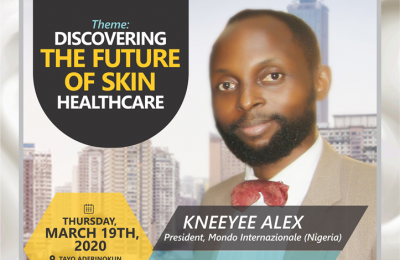 Theme:
DISCOVERING
THE FUTURE
OF SKIN
HEALTHCARE
KNEEYEE ALEX
President, Mondo Internazionale (Nigeria)
THURSDAY,
MARCH 19TH,
2020
TAYO ADERINOKUN